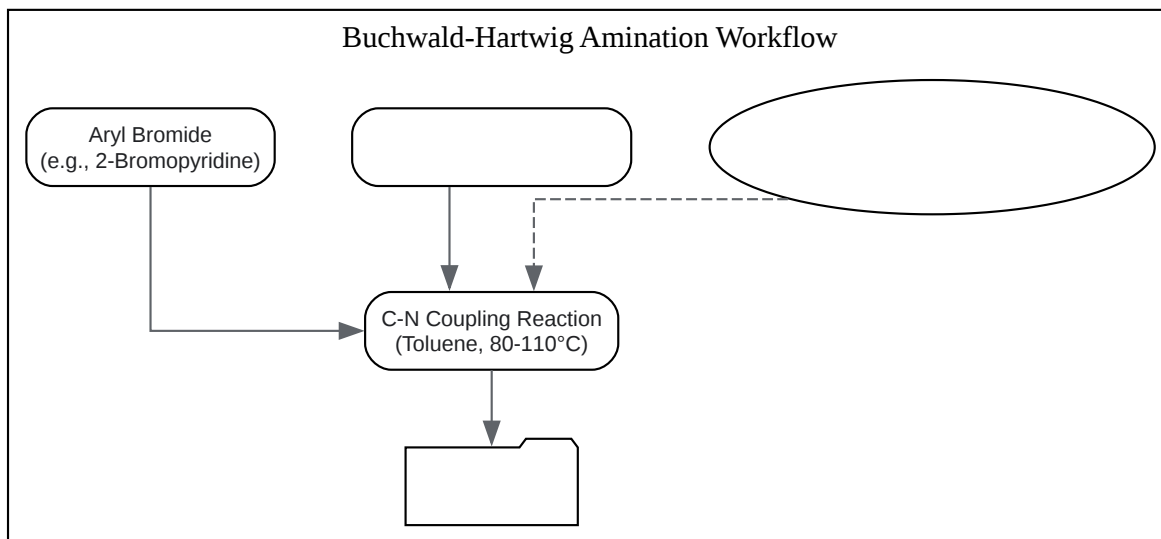 Buchwald-Hartwig Amination Workflow
Aryl Bromide
(e.g., 2-Bromopyridine)
C-N Coupling Reaction
(Toluene, 80-110°C)